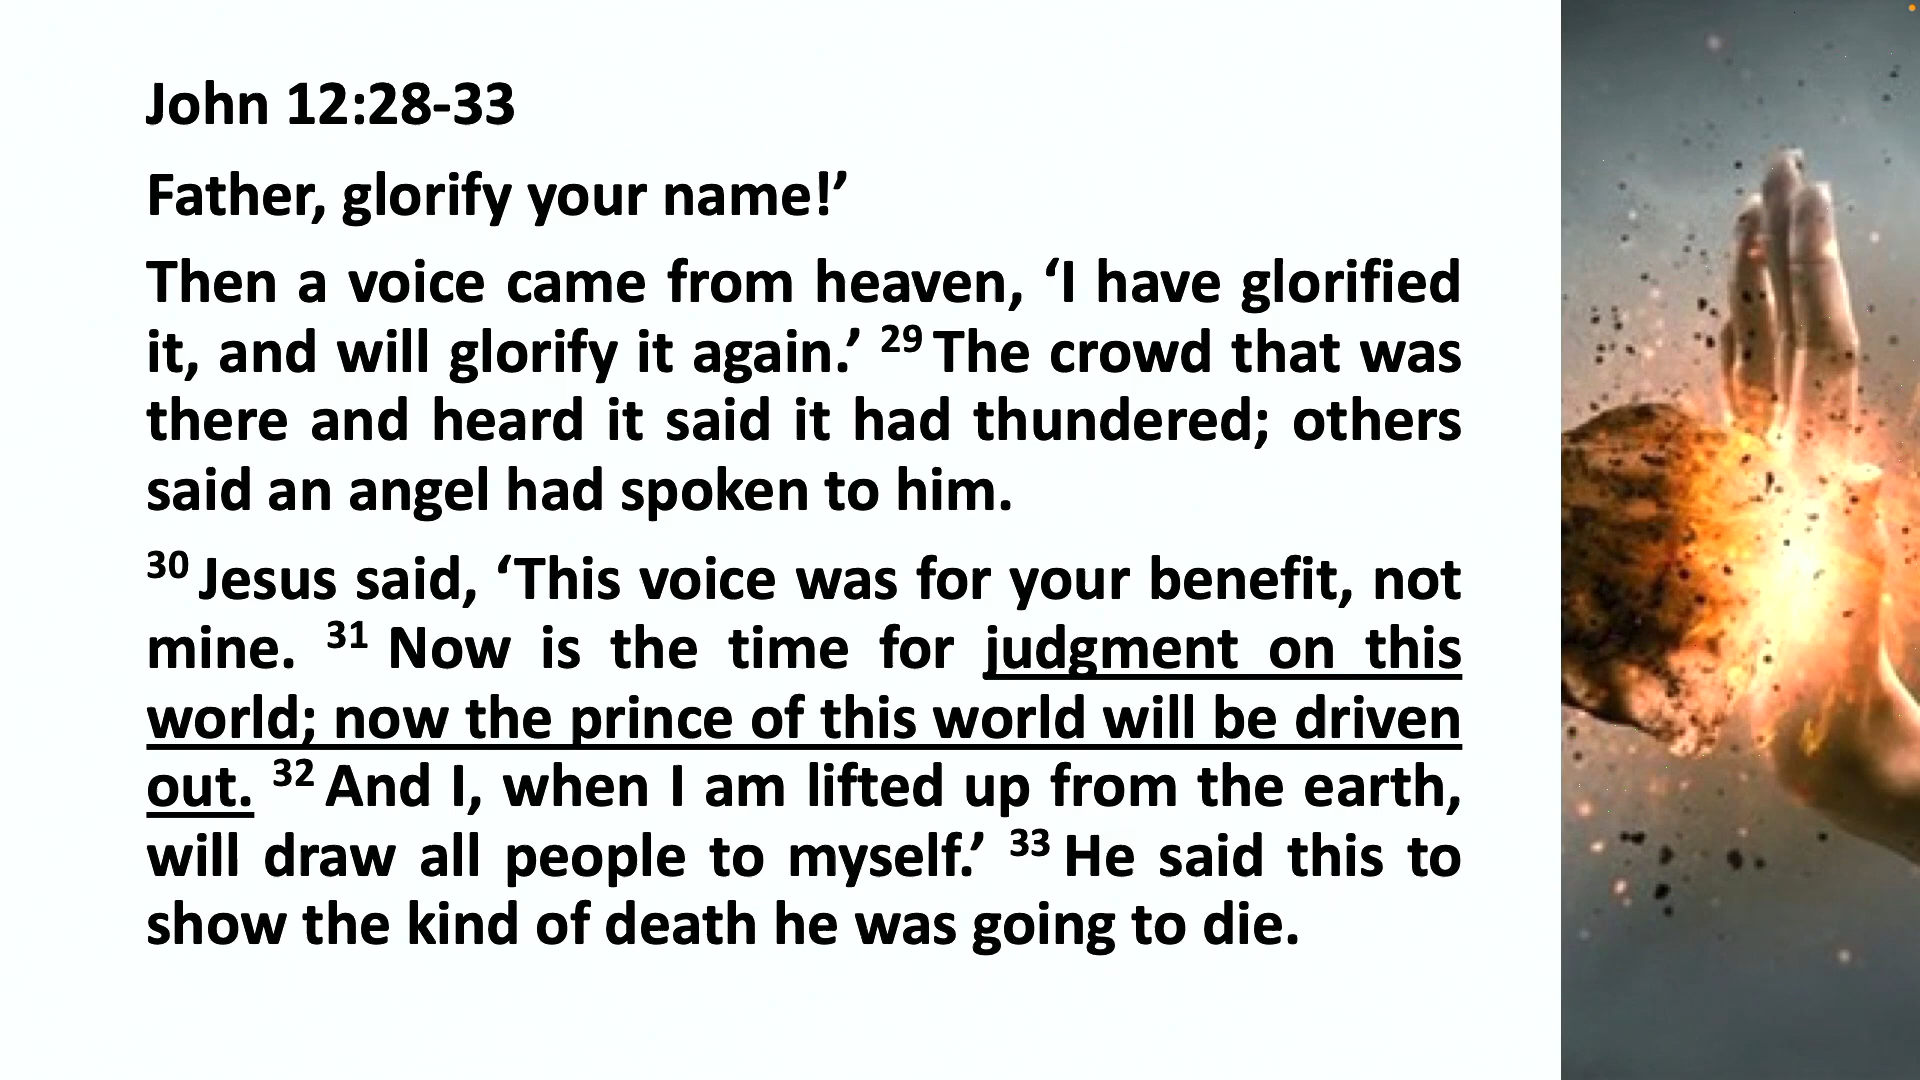 John 12:28-33
Father, glorify your name!’
Then a voice came from heaven, ‘I have glorified
it, and will glorify it again.’ 29 The crowd that was
there and heard it said it had thundered; others
said an angel had spoken to him.
30 Jesus said, ‘This voice was for your benefit, not
mine. 31 Now is the time for judgment on this
world; now the prince of this world will be driven
out. 32 And I, when I am lifted up from the earth,
will draw all people to myself.’ 33 He said this to
show the kind of death he was going to die.